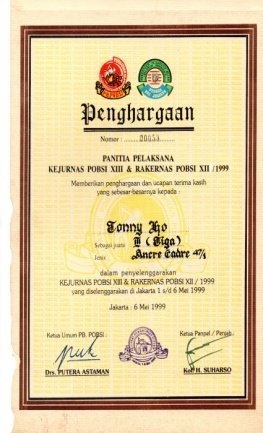 Penghargaan
Nomor : 00053
PANITIA PELAKSANA
KEJURNAS POBSI XIII & RAKERNAS POBSI XII /1999
Memberikan penghargaan dan ucapan terima kasih
yang sebesar-besarnya kepada :
Tonny Ho
Sebagai juara III (Tiga)
Jenis Ancre Cadre 47/1
dalam penyelenggarakan
KEJURNAS POBSI XIII & RAKERNAS POBSI XII / 1999
yang diselenggarakan di Jakarta 1 s/d 6 Mei 1999
Jakarta : 6 Mei 1999
Ketua Umum PB. POBSI : Ketua Panpel / Penjab.:
Drs. PUTERA ASTAMAN Kol. H. SUHARSO